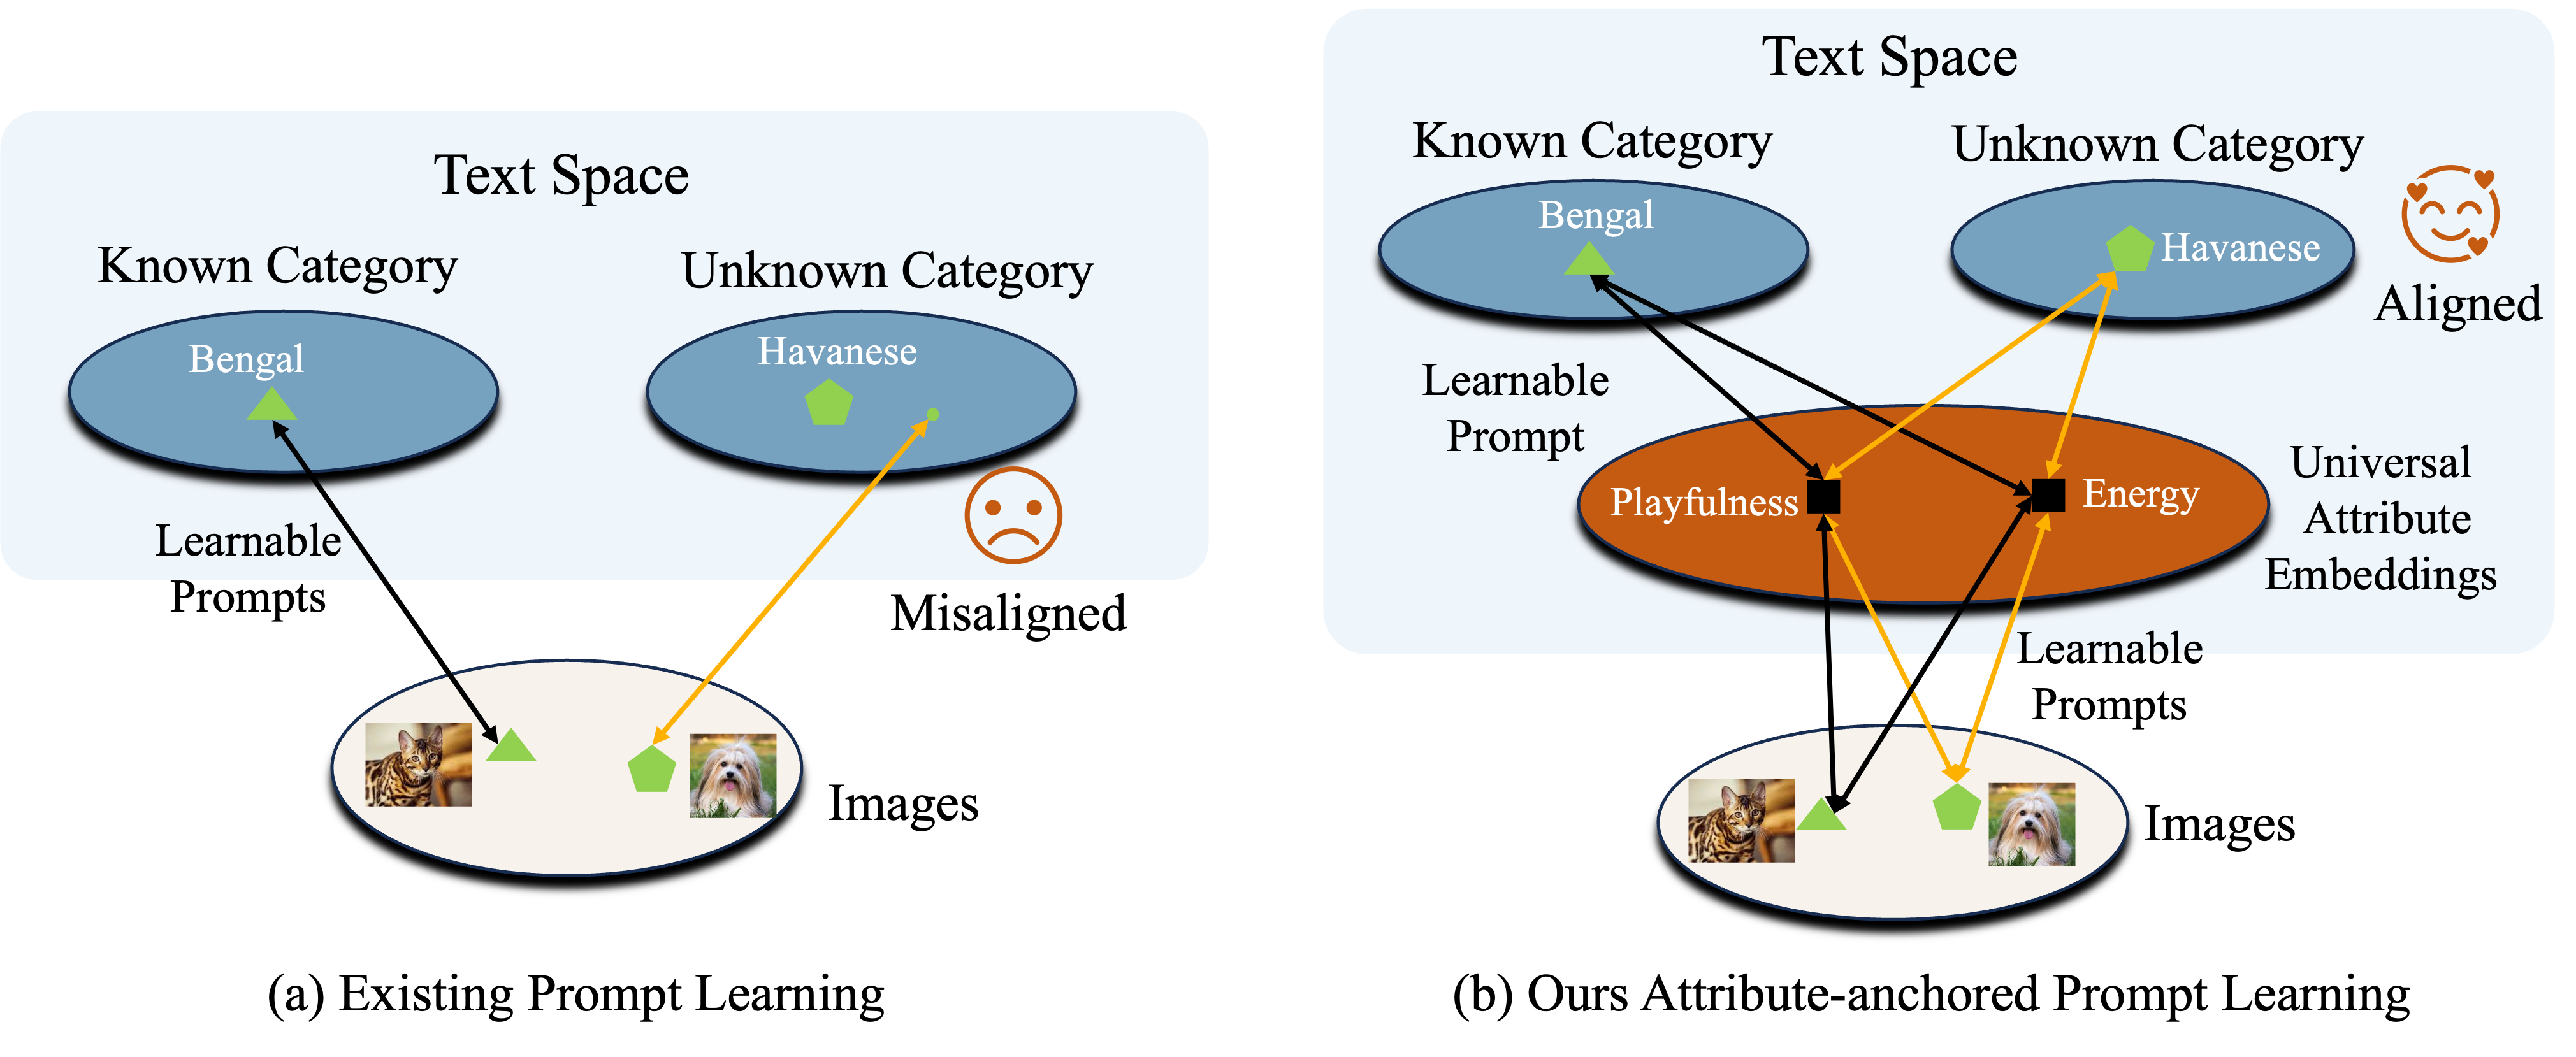 Text Space
Known Category
Unknown Category
Bengal
Havanese
Learnable
Prompts
Misaligned
Images
(a) Existing Prompt Learning
Text Space
Known Category
Unknown Category
Bengal
Havanese
Aligned
Learnable
Prompt
Playfulness
Energy
Universal
Attribute
Embeddings
Learnable
Prompts
Images
(b) Ours Attribute-anchored Prompt Learning